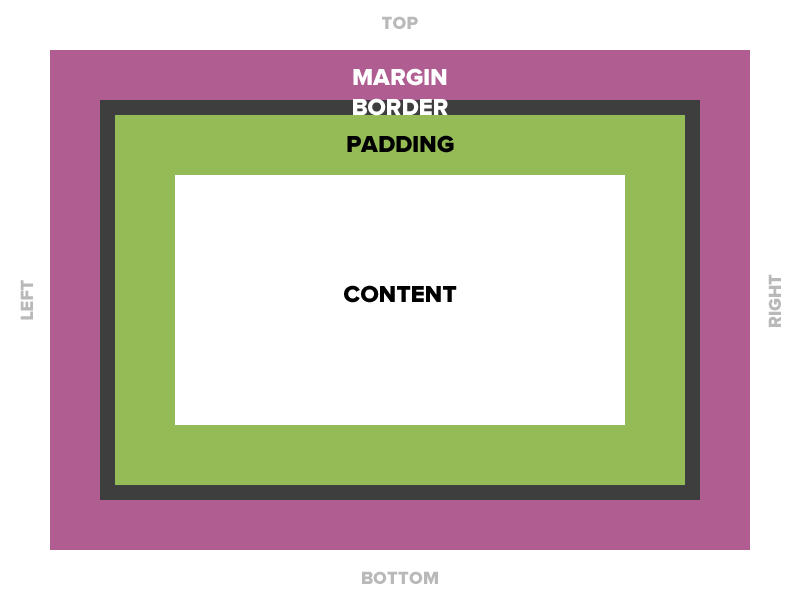 TOP
MARGIN
BORDER
PADDING
LEFT
CONTENT
RIGHT
BOTTOM